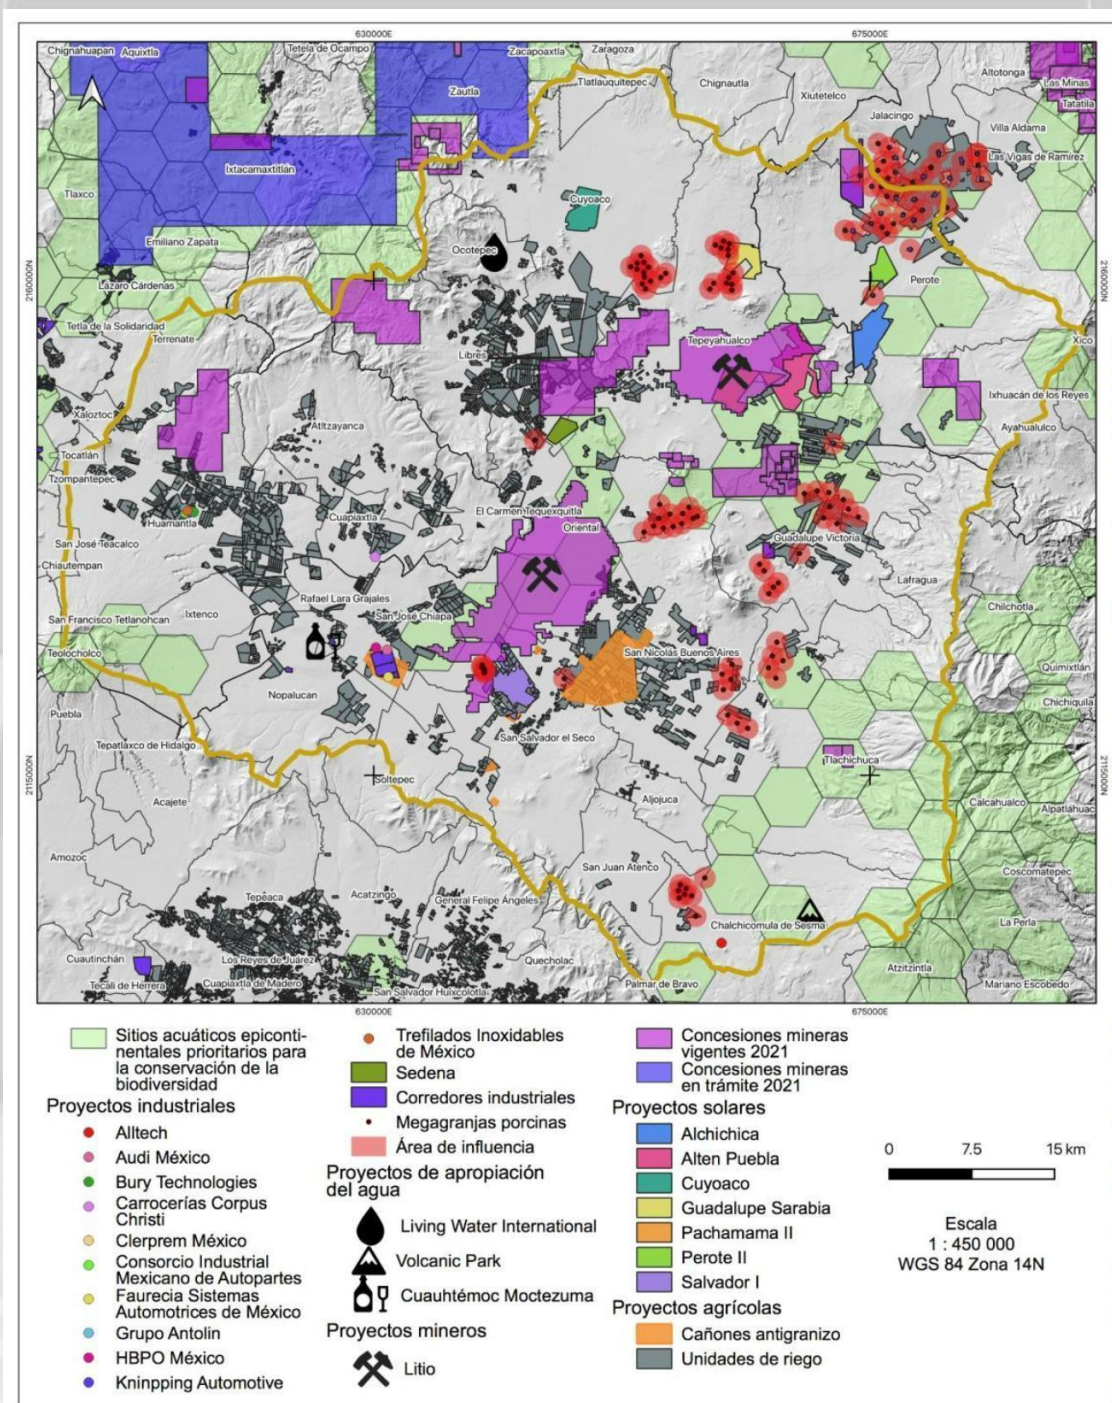 630000E
675000E
Chignahuapan
Aquixtla
Tetela de Ocampo
Zacapoaxtla
Zaragoza
Tlatlauquitepec
Chignautla
Xiutetelco
Altotonga
Las Minas
Tatatila
Zautla
Jalacingo
Villa Aldama
Las Vigas de Ramírez
Ixtacamaxtitlán
Tlaxco
Cuyoaco
Emiliano Zapata
Ocotepec
2160000N
Lázaro Cárdenas
Perote
2160000N
Tetla de la Solidaridad
Terrenate
Tepeyahualco
Xico
Libres
Ixhuacán de los Reyes
Xaloztoc
Atltzayanca
Ayahualulco
Tocatlán
Tzompantepec
El Carmen Tequexquitla
Huamantla
Cuapiaxtla
Oriental
Guadalupe Victoria
San José Teacalco
Chiautempan
Lafragua
Rafael Lara Grajales
San José Chiapa
Chilchotla
San Francisco Tetlanohcan
Ixtenco
Teolocholco
San Nicolás Buenos Aires
Quimixtlán
Nopalucan
Chichiquila
Puebla
San Salvador el Seco
Tepatlaxco de Hidalgo
Tlachichuca
2115000N
Soltepec
2115000N
Acajete
Aljojuca
Calcahualco
Alpatláhuac
Amozoc
San Juan Atenco
Coscomatepec
Tepeaca
Acatzingo
General Felipe Ángeles
Chalchicomula de Sesma
La Perla
Cuautinchán
Los Reyes de Juárez
Quecholac
Atzitzintla
Tecali de Herrera
Cuapiaxtla de Madero
San Salvador Huixcolotla
Palmar de Bravo
Mariano Escobedo
630000E
675000E
Sitios acuáticos epiconti-
nentales prioritarios para
la conservación de la
biodiversidad
Proyectos industriales
Alltech
Audi México
Bury Technologies
Carrocerías Corpus
Christi
Clerprem México
Consorcio Industrial
Mexicano de Autopartes
Faurecia Sistemas
Automotrices de México
Grupo Antolin
HBPO México
Kninpping Automotive
Trefilados Inoxidables
de México
Sedena
Corredores industriales
Megagranjas porcinas
Área de influencia
Proyectos de apropiación
del agua
Living Water International
Volcanic Park
Cuauhtémoc Moctezuma
Proyectos mineros
Litio
Concesiones mineras
vigentes 2021
Concesiones mineras
en trámite 2021
Proyectos solares
Alchichica
Alten Puebla
Cuyoaco
Guadalupe Sarabia
Pachamama II
Perote II
Salvador I
Proyectos agrícolas
Cañones antigranizo
Unidades de riego
0 7.5 15 km
Escala
1 : 450 000
WGS 84 Zona 14N